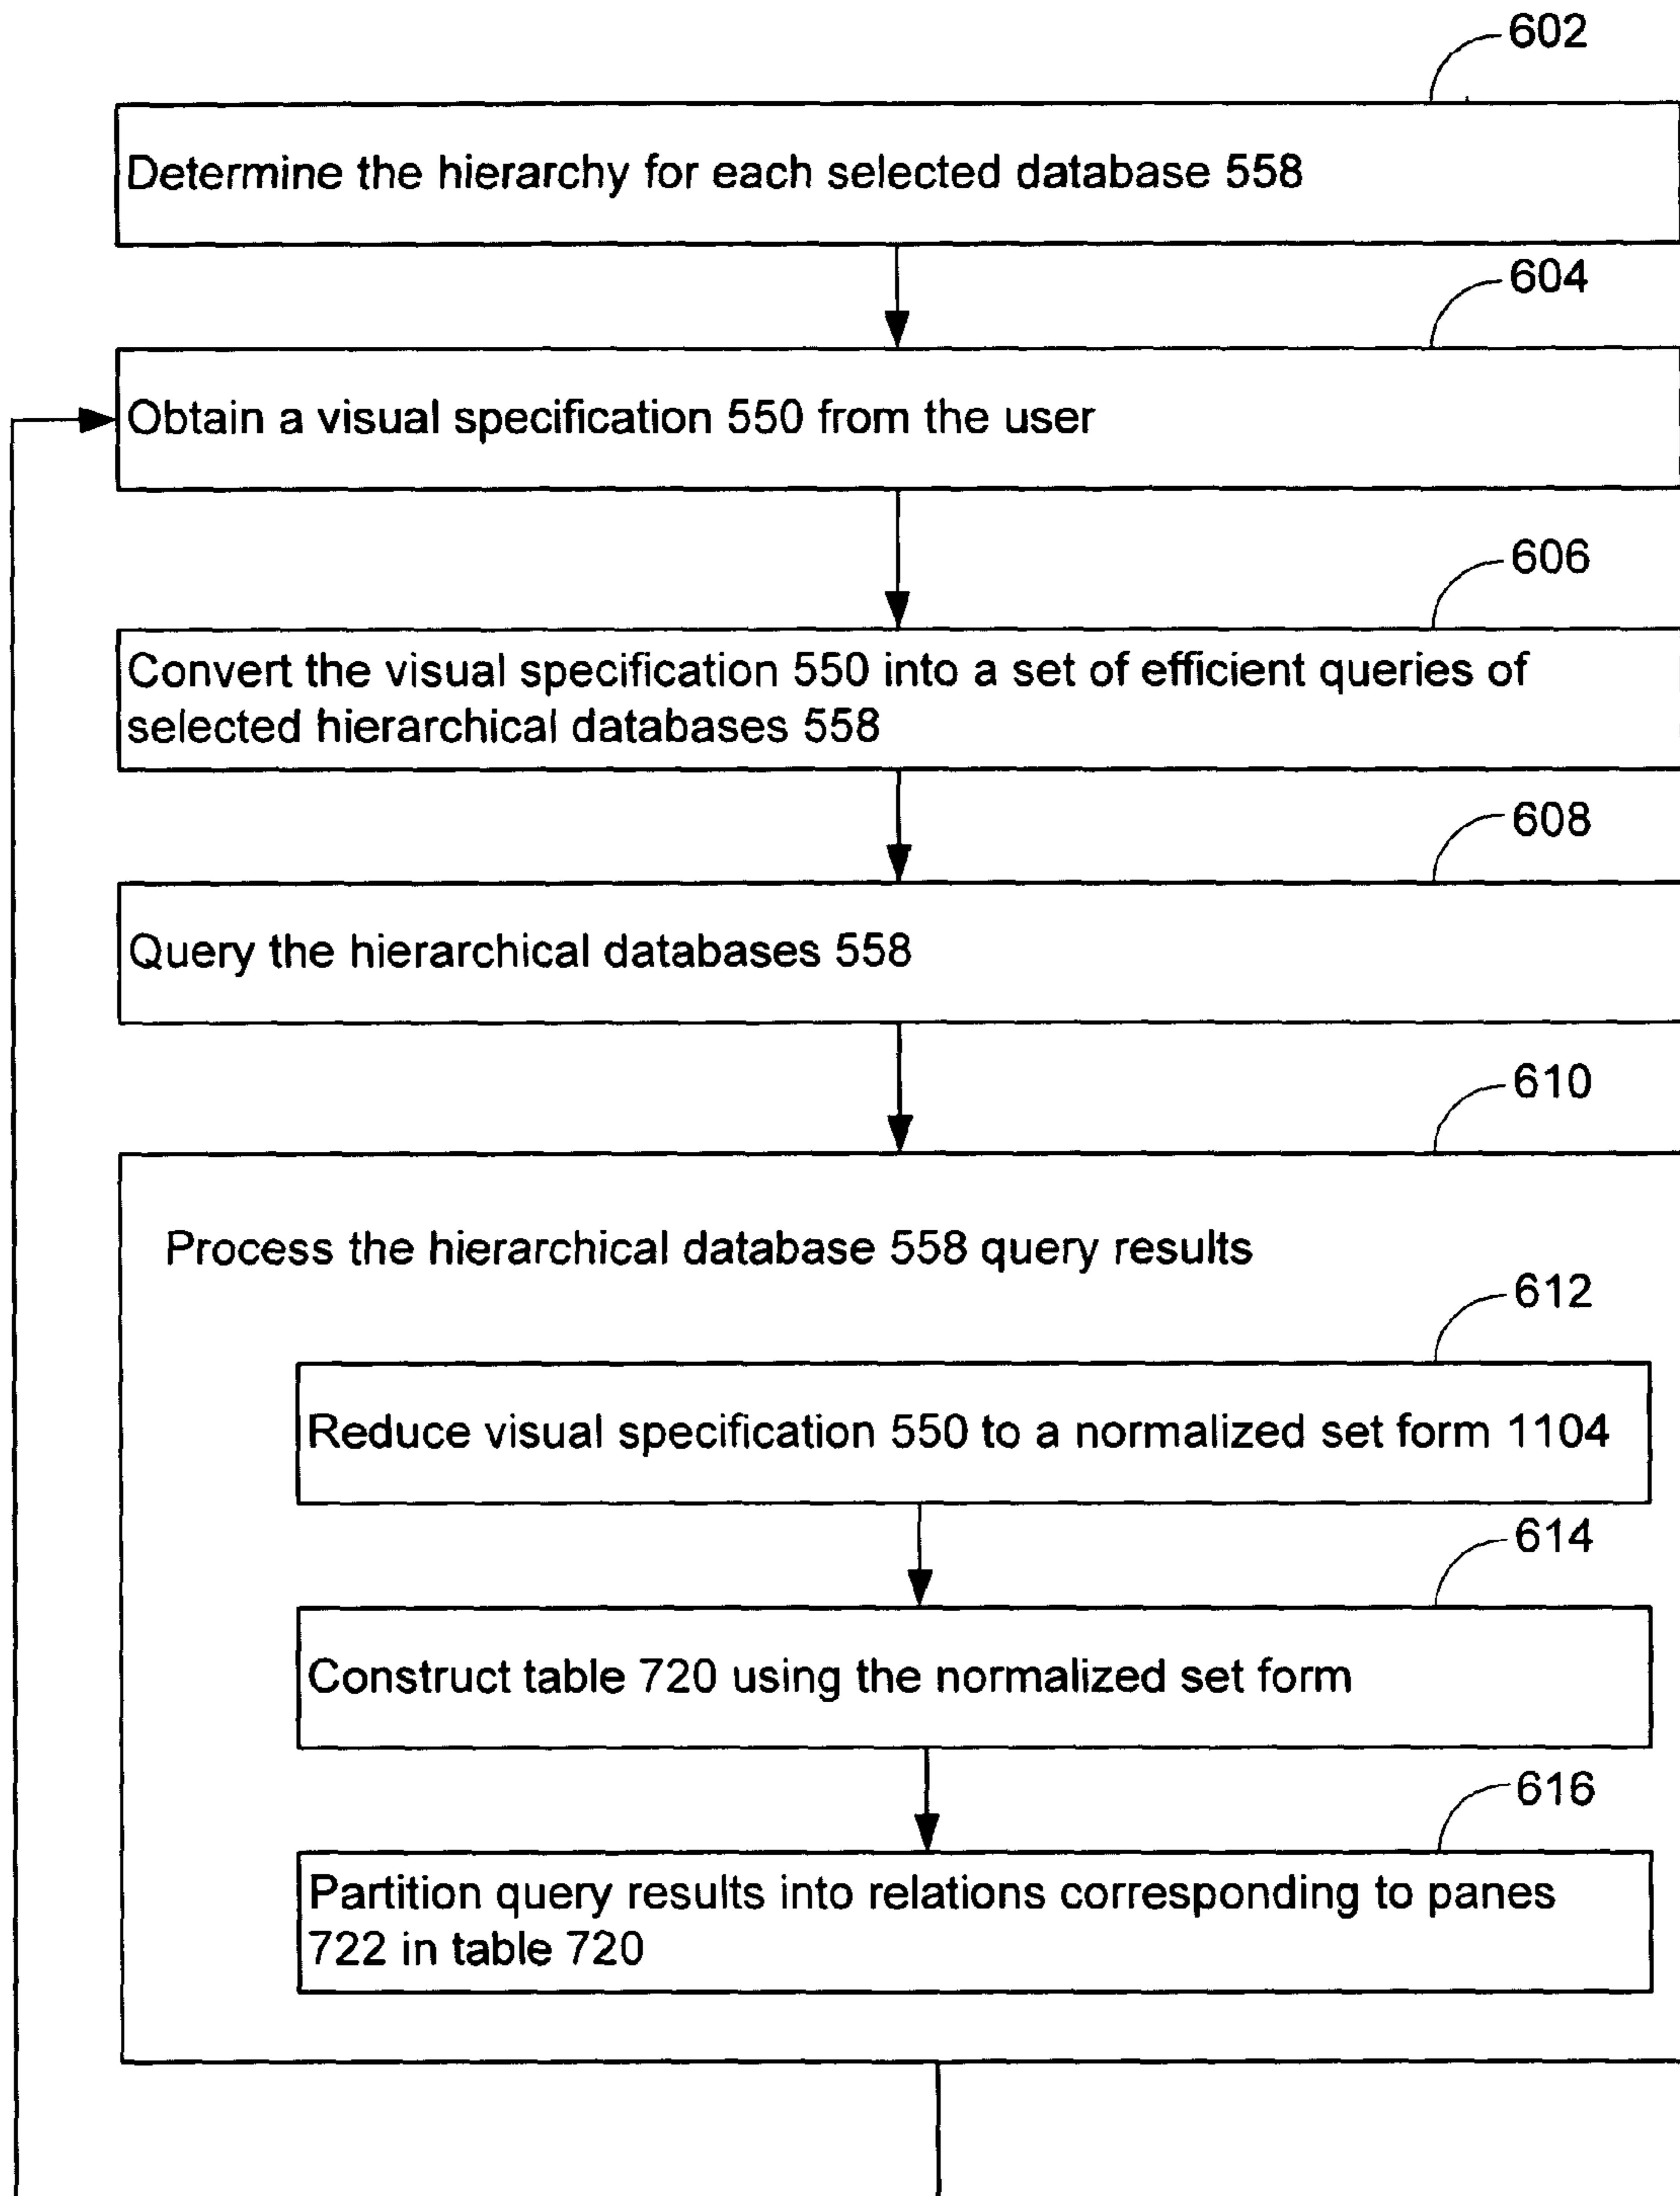 602
Determine the hierarchy for each selected database 558
604
Obtain a visual specification 550 from the user
606
Convert the visual specification 550 into a set of efficient queries of
selected hierarchical databases 558
608
Query the hierarchical databases 558
610
Process the hierarchical database 558 query results
612
Reduce visual specification 550 to a normalized set form 1104
614
Construct table 720 using the normalized set form
616
Partition query results into relations corresponding to panes
722 in table 720